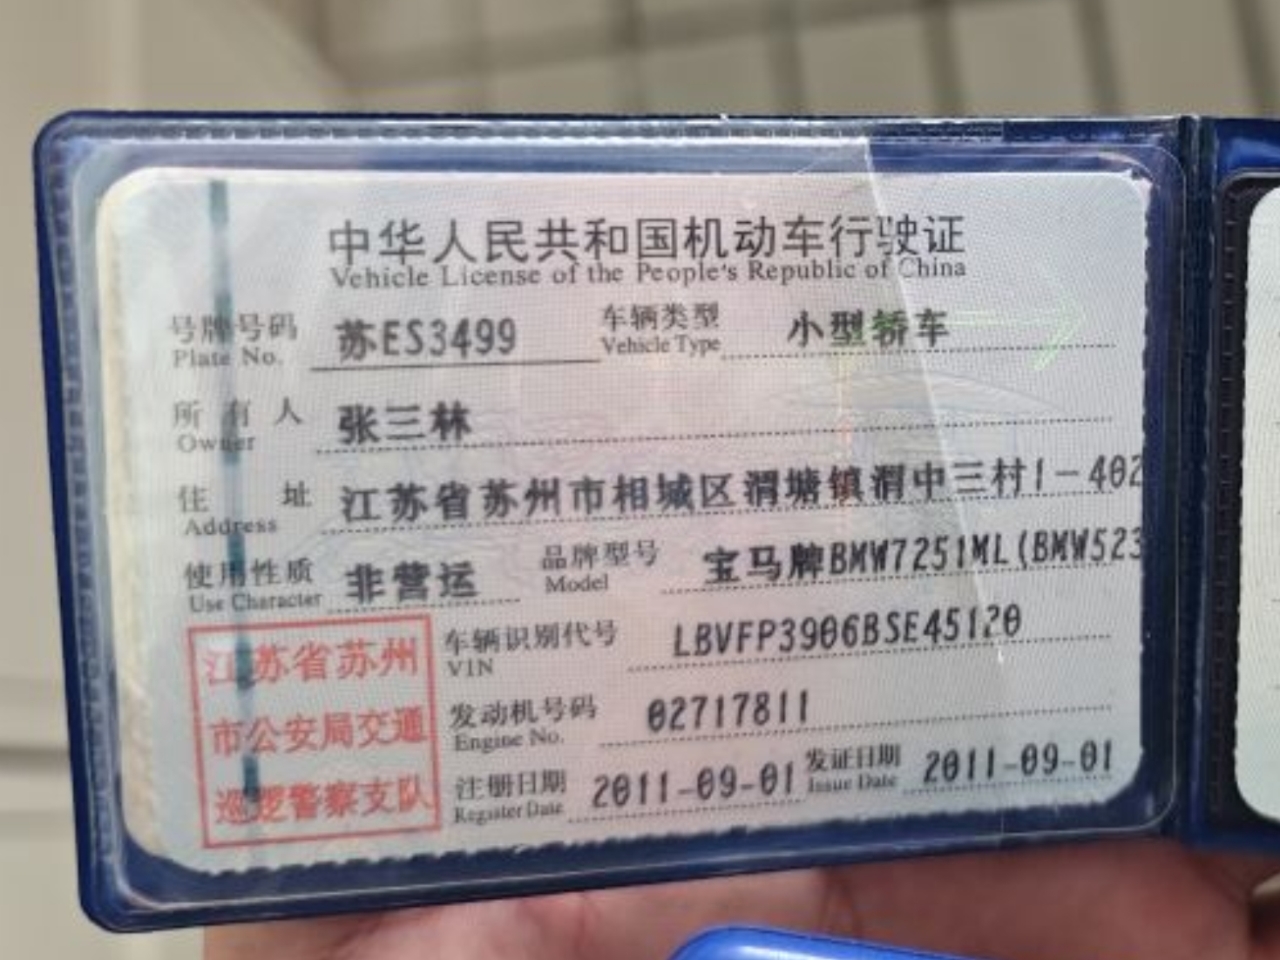 中华人民共和国机动车行驶证
Vehicle License of the People's Republic of China
号牌号码 苏ES3499 车辆类型 小型轿车
Plate No. Vehicle Type
所有人 张三林
Owner
住址 江苏省苏州市相城区渭塘镇渭中三村1-402
Address
使用性质 非营运 品牌型号 宝马牌BMW7251ML(BMW523
Use Character Model
江苏省苏州
市公安局交通
巡逻警察支队
车辆识别代号 LBVFP3906BSE45120
VIN
发动机号码 02717811
Engine No.
注册日期 2011-09-01 发证日期 2011-09-01
Register Date Issue Date